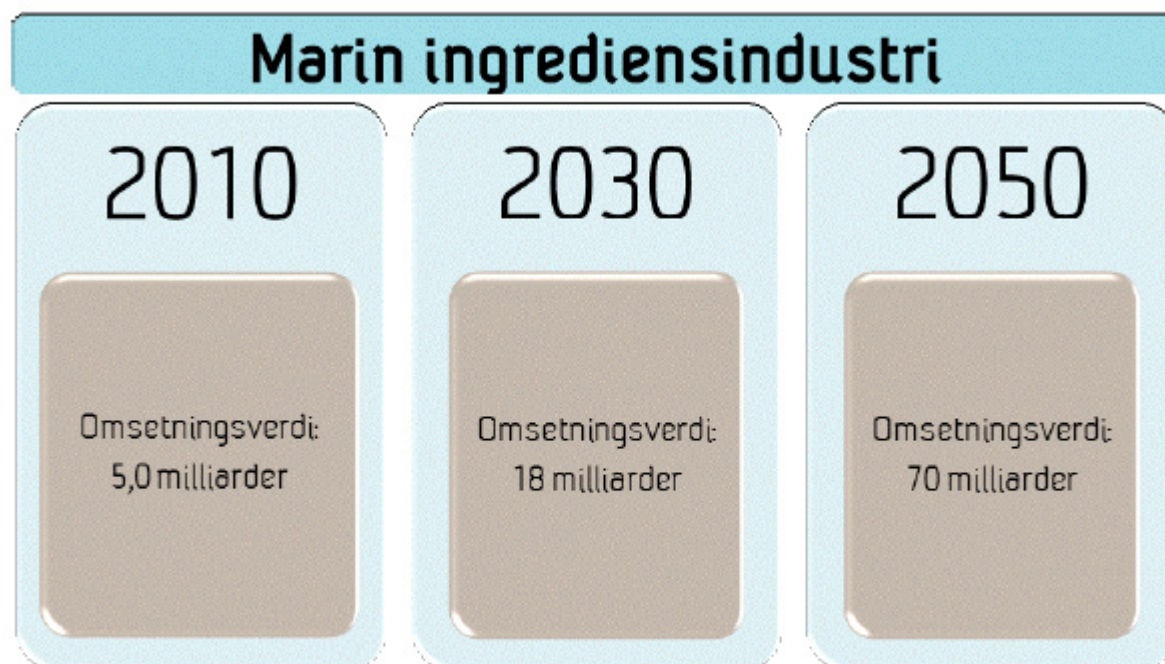 Marin ingrediensindustri
2010
Omsetningsverdi:
5,0 milliarder
2030
Omsetningsverdi:
18 milliarder
2050
Omsetningsverdi:
70 milliarder